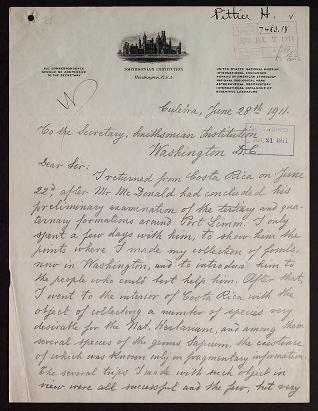 Pittier H. v
7463.13
1911
ALL CORRESPONDENCE
SHOULD BE ADDRESSED
TO THE SECRETARY
SMITHSONIAN INSTITUTION
Washington, U.S.A.
UNITED STATES NATIONAL MUSEUM
INTERNATIONAL EXCHANGES
BUREAU OF AMERICAN ETHNOLOGY
NATIONAL ZOOLOGICAL PARK
ASTROPHYSICAL OBSERVATORY
INTERNATIONAL CATALOGUE OF
SCIENTIFIC LITERATURE
Culebra, June 28th 1911.
To the Secretary, Smithsonian Institution
Washington D.C.
21 1911
Dear Sir:
I returned from Costa Rica on June
22d after Mr Mc Donald had concluded his
preliminary examination of the tertiary and qua-
ternary formations around Port Limon. I only
spent a few days with him, to show him the
points where I made my collection of fossils
now in Washington, and to introduce him to
the people who could best help him. After that,
I went to the interior of Costa Rica with the
object of collecting a number of species very
desirable for the Nat. Herbarium, and among them
several species of the genus Sapium, the existence
of which was known only in fragmentary information.
The several trips I made with such object in
view were all successful and the few, but very